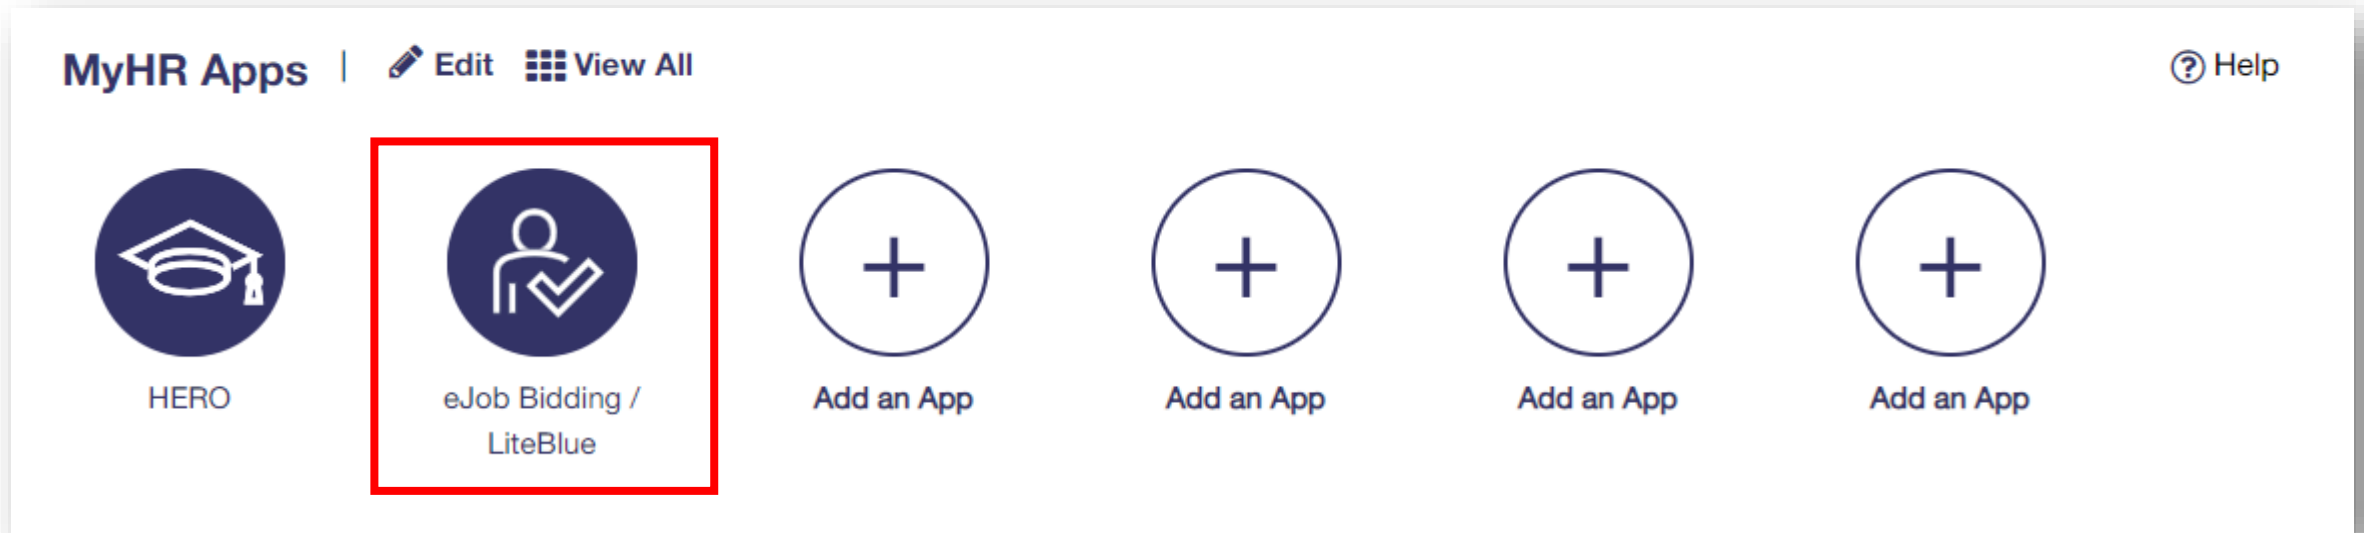 MyHR Apps | Edit View All
? Help
HERO
eJob Bidding /
LiteBlue
Add an App
Add an App
Add an App
Add an App